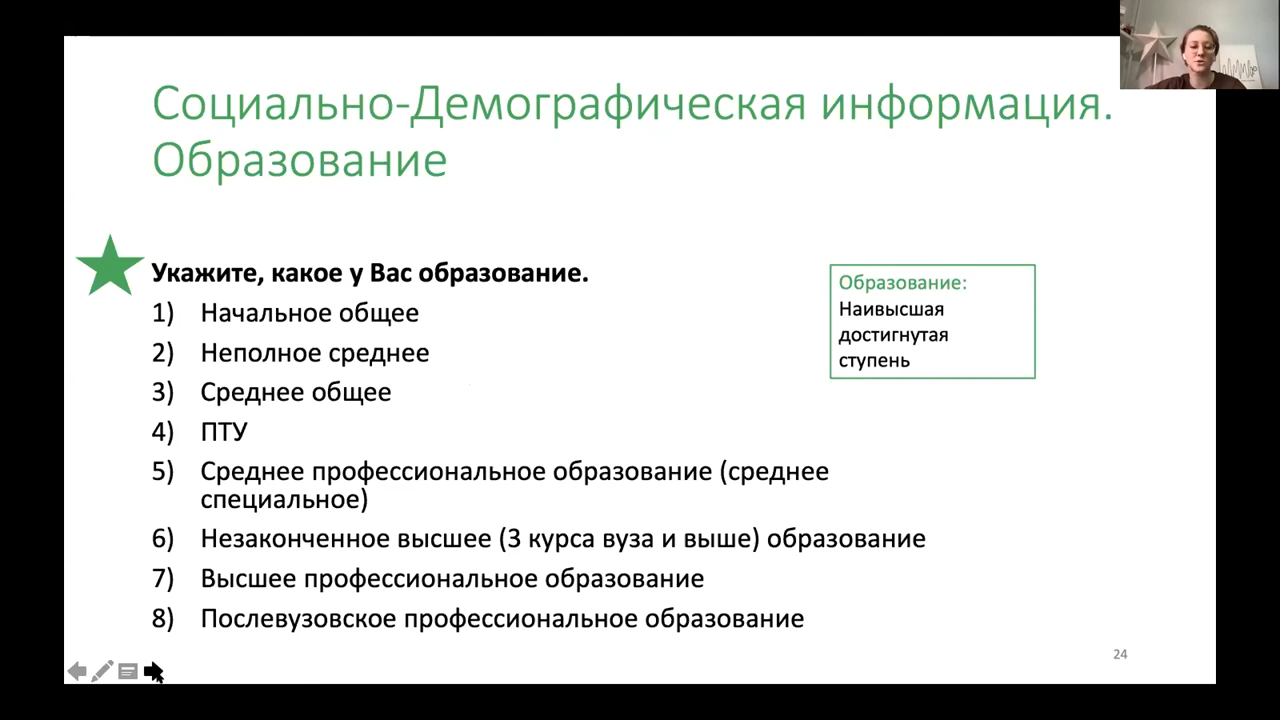 Социально-Демографическая информация.
Образование
Укажите, какое у Вас образование.
1) Начальное общее
2) Неполное среднее
3) Среднее общее
4) ПТУ
5) Среднее профессиональное образование (среднее
специальное)
6) Незаконченное высшее (3 курса вуза и выше) образование
7) Высшее профессиональное образование
8) Послевузовское профессиональное образование
Образование:
Наивысшая
достигнутая
ступень
24